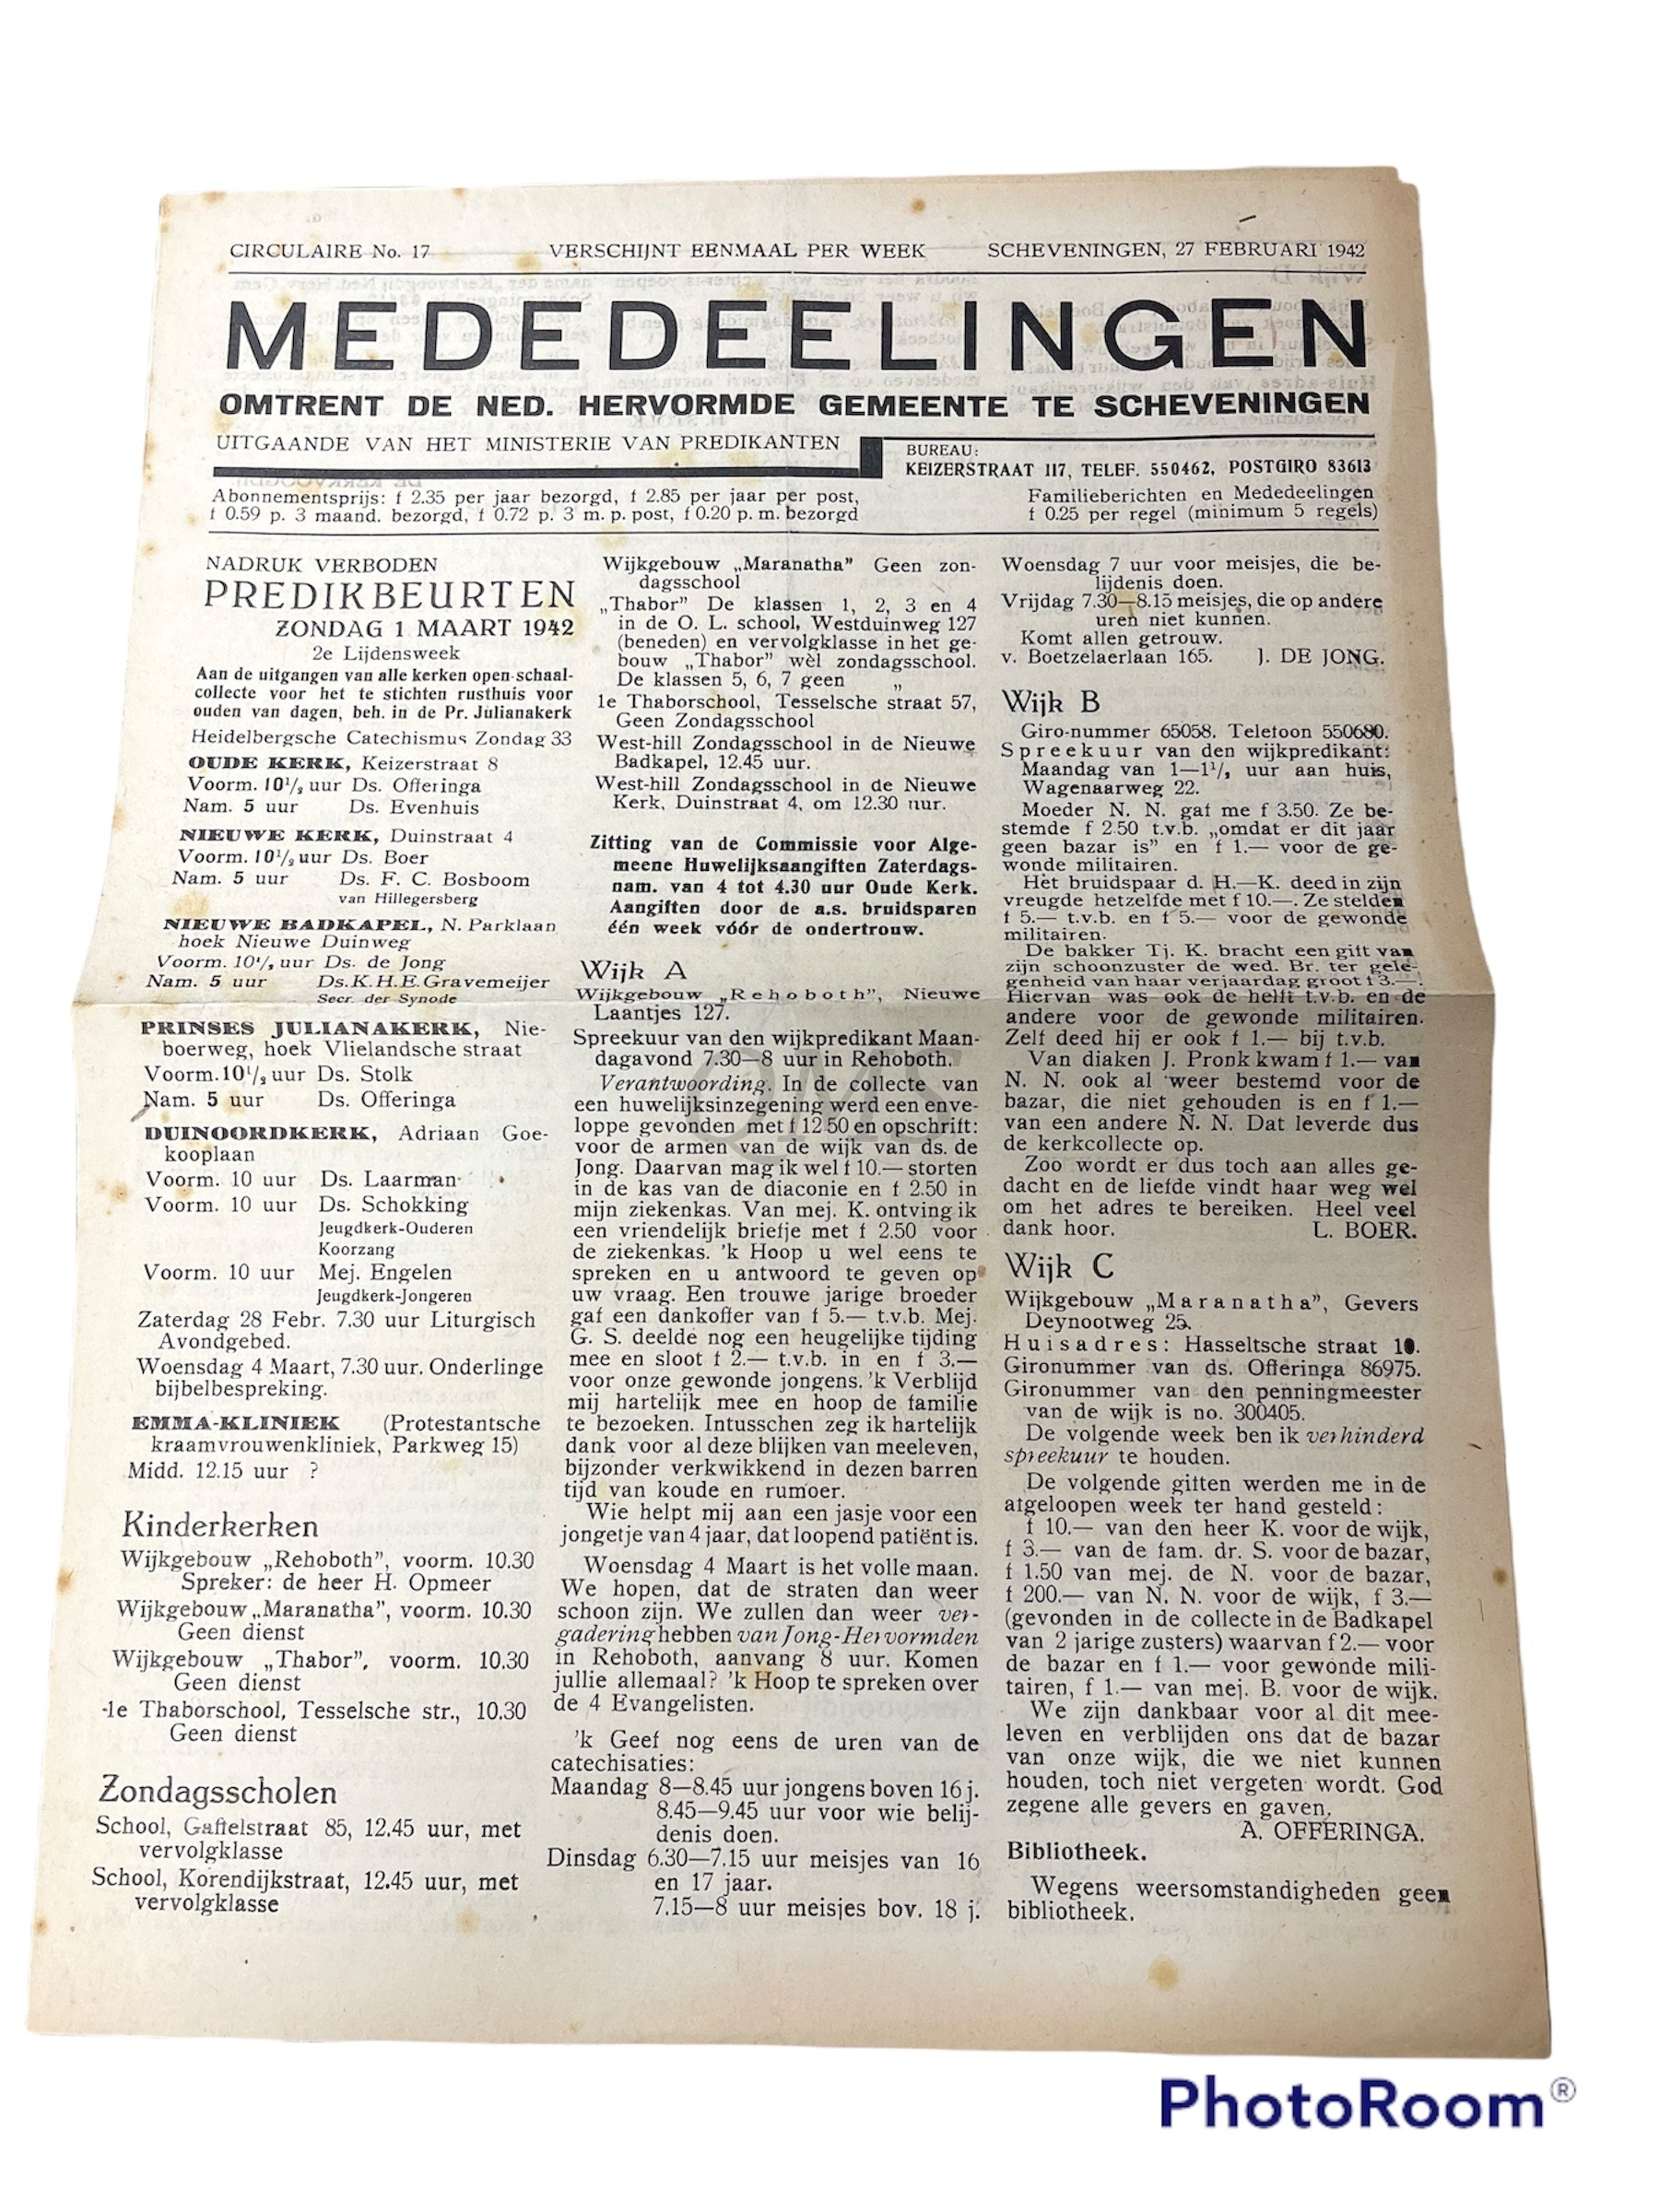 CIRCULAIRE No. 17 VERSCHIJNT EENMAAL PER WEEK SCHEVENINGEN, 27 FEBRUARI 1942
MEDEDEELINGEN
OMTRENT DE NED. HERVORMDE GEMEENTE TE SCHEVENINGEN
UITGAANDE VAN HET MINISTERIE VAN PREDIKANTEN
BUREAU:
KEIZERSTRAAT 117, TELEF. 550462, POSTGIRO 83613
Abonnementsprijs: f 2.35 per jaar bezorgd, f 2.85 per jaar per post,
f 0.59 p. 3 maand. bezorgd, f 0.72 p. 3 m. p. post, f 0.20 p. m. bezorgd
Familieberichten en Mededeelingen
f 0.25 per regel (minimum 5 regels)
NADRUK VERBODEN
PREDIKBEURTEN
ZONDAG 1 MAART 1942
2e Lijdensweek
Aan de uitgangen van alle kerken open-schaal-
collecte voor het te stichten rusthuis voor
ouden van dagen, beh. in de Pr. Julianakerk
Heidelbergsche Catechismus Zondag 33
OUDE KERK, Keizerstraat 8
Voorm. 10½ uur Ds. Offeringa
Nam. 5 uur Ds. Evenhuis
NIEUWE KERK, Duinstraat 4
Voorm. 10½ uur Ds. Boer
Nam. 5 uur Ds. F. C. Bosboom
van Hillegersberg
NIEUWE BADKAPEL, N. Parklaan
hoek Nieuwe Duinweg
Voorm. 10½ uur Ds. de Jong
Nam. 5 uur Ds. K. H. E. Gravemeijer
Secr. der Synode
PRINSES JULIANAKERK, Nie-
boerweg, hoek Vlielandsche straat
Voorm. 10½ uur Ds. Stolk
Nam. 5 uur Ds. Offeringa
DUINOORDKERK, Adriaan Goe-
kooplaan
Voorm. 10 uur Ds. Laarman
Voorm. 10 uur Ds. Schokking
Jeugdkerk-Ouderen
Koorzang
Voorm. 10 uur Mej. Engelen
Jeugdkerk-Jongeren
Zaterdag 28 Febr. 7.30 uur Liturgisch
Avondgebed.
Woensdag 4 Maart, 7.30 uur. Onderlinge
bijbelbespreking.
EMMA-KLINIEK (Protestantsche
kraamvrouwenkliniek, Parkweg 15)
Midd. 12.15 uur ?
Kinderkerken
Wijkgebouw „Rehoboth”, voorm. 10.30
Spreker: de heer H. Opmeer
Wijkgebouw „Maranatha”, voorm. 10.30
Geen dienst
Wijkgebouw „Thabor”, voorm. 10.30
Geen dienst
1e Thaborschool, Tesselsche str., 10.30
Geen dienst
Zondagsscholen
School, Gaffelstraat 85, 12.45 uur, met
vervolgklasse
School, Korendijkstraat, 12.45 uur, met
vervolgklasse
Wijkgebouw „Maranatha” Geen zon-
dagsschool
„Thabor” De klassen 1, 2, 3 en 4
in de O. L. school, Westduinweg 127
(beneden) en vervolgklasse in het ge-
bouw „Thabor” wèl zondagsschool.
De klassen 5, 6, 7 geen „
1e Thaborschool, Tesselsche straat 57,
Geen Zondagsschool
West-hill Zondagsschool in de Nieuwe
Badkapel, 12.45 uur.
West-hill Zondagsschool in de Nieuwe
Kerk, Duinstraat 4, om 12.30 uur.
Zitting van de Commissie voor Alge-
meene Huwelijksaangiften Zaterdags-
nam. van 4 tot 4.30 uur Oude Kerk.
Aangiften door de a.s. bruidsparen
één week vóór de ondertrouw.
Wijk A
Wijkgebouw „Rehoboth”, Nieuwe
Laantjes 127.
Spreekuur van den wijkpredikant Maan-
dagavond 7.30—8 uur in Rehoboth.
Verantwoording. In de collecte van
een huwelijksinzegening werd een enve-
loppe gevonden met f 12 50 en opschrift:
voor de armen van de wijk van ds. de
Jong. Daarvan mag ik wel f 10.— storten
in de kas van de diaconie en f 2.50 in
mijn ziekenkas. Van mej. K. ontving ik
een vriendelijk briefje met f 2.50 voor
de ziekenkas. 'k Hoop u wel eens te
spreken en u antwoord te geven op
uw vraag. Een trouwe jarige broeder
gaf een dankoffer van f 5.— t.v.b. Mej.
G. S. deelde nog een heugelijke tijding
mee en sloot f 2.— t.v.b. in en f 3.—
voor onze gewonde jongens. 'k Verblijd
mij hartelijk mee en hoop de familie
te bezoeken. Intusschen zeg ik hartelijk
dank voor al deze blijken van meeleven,
bijzonder verkwikkend in dezen barren
tijd van koude en rumoer.
Wie helpt mij aan een jasje voor een
jongetje van 4 jaar, dat loopend patiënt is.
Woensdag 4 Maart is het volle maan.
We hopen, dat de straten dan weer
schoon zijn. We zullen dan weer ver-
gadering hebben van Jong-Hervormden
in Rehoboth, aanvang 8 uur. Komen
jullie allemaal? 'k Hoop te spreken over
de 4 Evangelisten.
'k Geef nog eens de uren van de
catechisaties:
Maandag 8—8.45 uur jongens boven 16 j.
8.45—9.45 uur voor wie belij-
denis doen.
Dinsdag 6.30—7.15 uur meisjes van 16
en 17 jaar.
7.15—8 uur meisjes bov. 18 j.
Woensdag 7 uur voor meisjes, die be-
lijdenis doen.
Vrijdag 7.30—8.15 meisjes, die op andere
uren niet kunnen.
Komt allen getrouw.
v. Boetzelaerlaan 165. J. DE JONG.
Wijk B
Giro-nummer 65058. Telefoon 550680.
Spreekuur van den wijkpredikant:
Maandag van 1—1½ uur aan huis,
Wagenaarweg 22.
Moeder N. N. gaf me f 3.50. Ze be-
stemde f 2.50 t.v.b. „omdat er dit jaar
geen bazar is” en f 1.— voor de ge-
wonde militairen.
Het bruidspaar d. H.—K. deed in zijn
vreugde hetzelfde met f 10.—. Ze stelden
f 5.— t.v.b. en f 5.— voor de gewonde
militairen.
De bakker Tj. K. bracht een gift van
zijn schoonzuster de wed. Br. ter gele-
genheid van haar verjaardag groot f 3.—.
Hiervan was ook de helft t.v.b. en de
andere voor de gewonde militairen.
Zelf deed hij er ook f 1.— bij t.v.b.
Van diaken J. Pronk kwam f 1.— van
N. N. ook al weer bestemd voor de
bazar, die niet gehouden is en f 1.—
van een andere N. N. Dat leverde dus
de kerkcollecte op.
Zoo wordt er dus toch aan alles ge-
dacht en de liefde vindt haar weg wel
om het adres te bereiken. Heel veel
dank hoor. L. BOER.
Wijk C
Wijkgebouw „Maranatha”, Gevers
Deynootweg 25.
Huisadres: Hasseltsche straat 10.
Gironummer van ds. Offeringa 86975.
Gironummer van den penningmeester
van de wijk is no. 300405.
De volgende week ben ik verhinderd
spreekuur te houden.
De volgende giften werden me in de
afgeloopen week ter hand gesteld:
f 10.— van den heer K. voor de wijk,
f 3.— van de fam. dr. S. voor de bazar,
f 1.50 van mej. de N. voor de bazar,
f 200.— van N. N. voor de wijk, f 3.—
(gevonden in de collecte in de Badkapel
van 2 jarige zusters) waarvan f 2.— voor
de bazar en f 1.— voor gewonde mili-
tairen, f 1.— van mej. B. voor de wijk.
We zijn dankbaar voor al dit mee-
leven en verblijden ons dat de bazar
van onze wijk, die we niet kunnen
houden, toch niet vergeten wordt. God
zegene alle gevers en gaven.
A. OFFERINGA.
Bibliotheek.
Wegens weersomstandigheden geen
bibliotheek.
QMS
PhotoRoom®